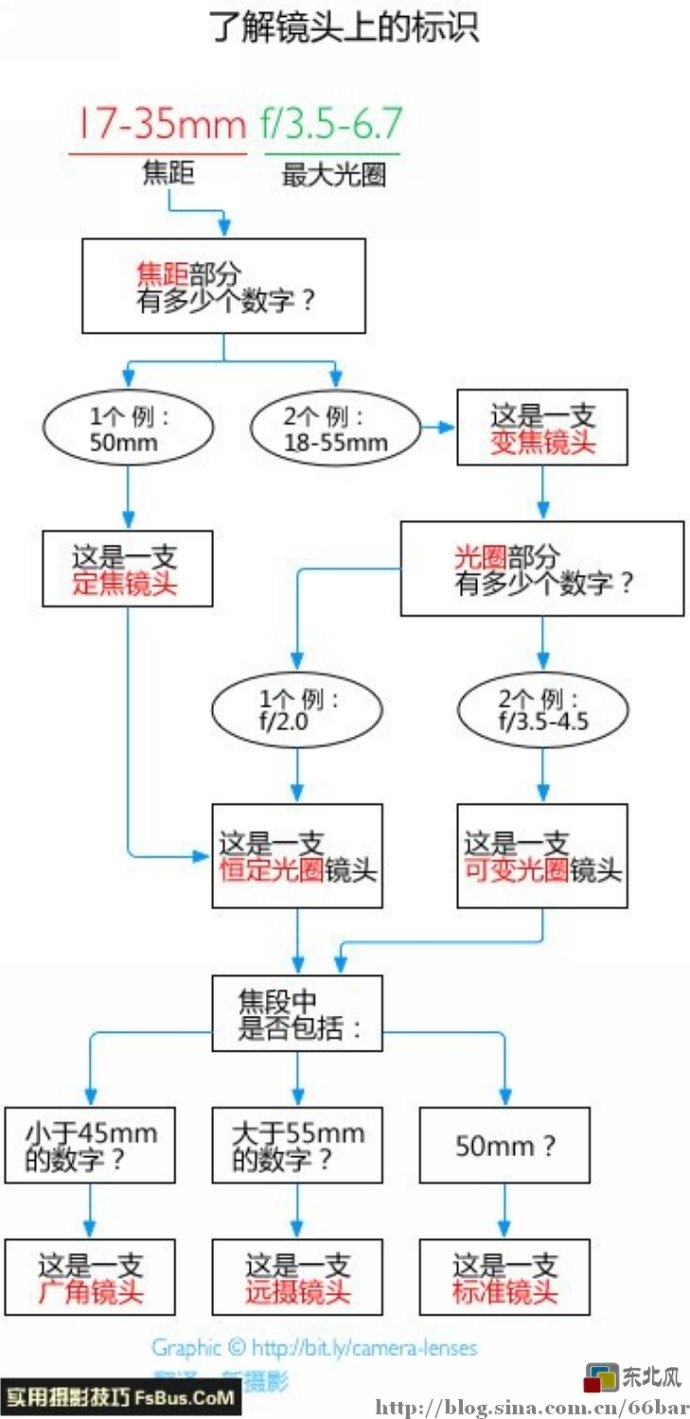 了解镜头上的标识
17-35mm f/3.5-6.7
焦距 最大光圈
焦距部分
有多少个数字？
1个 例：
50mm
2个 例：
18-55mm
这是一支
变焦镜头
这是一支
定焦镜头
光圈部分
有多少个数字？
1个 例：
f/2.0
2个 例：
f/3.5-4.5
这是一支
恒定光圈镜头
这是一支
可变光圈镜头
焦段中
是否包括：
小于45mm
的数字？
大于55mm
的数字？
50mm？
这是一支
广角镜头
这是一支
远摄镜头
这是一支
标准镜头
Graphic © http://bit.ly/camera-lenses
新摄影
实用摄影技巧 FsBus.CoM
东北风
http://blog.sina.com.cn/66bar